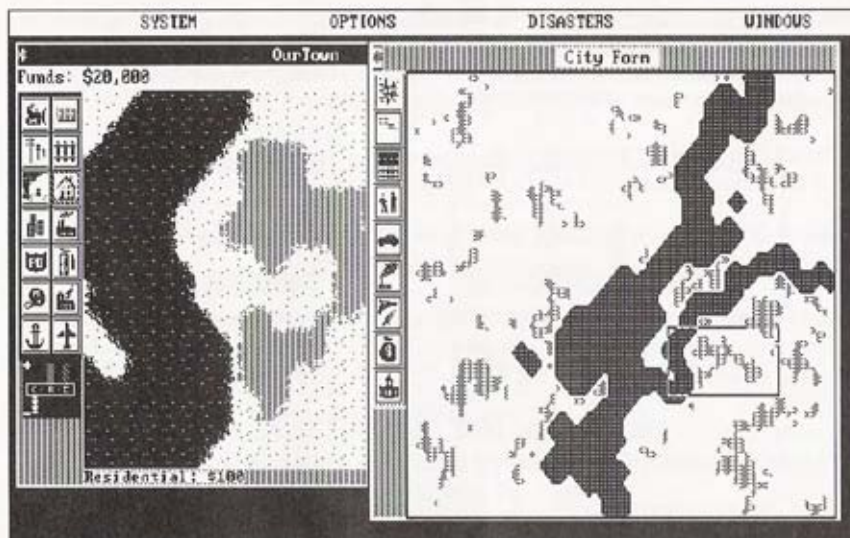 SYSTEM OPTIONS DISASTERS WINDOWS
OurTown
City Form
Funds: $20,000
C R I
Residential: $100